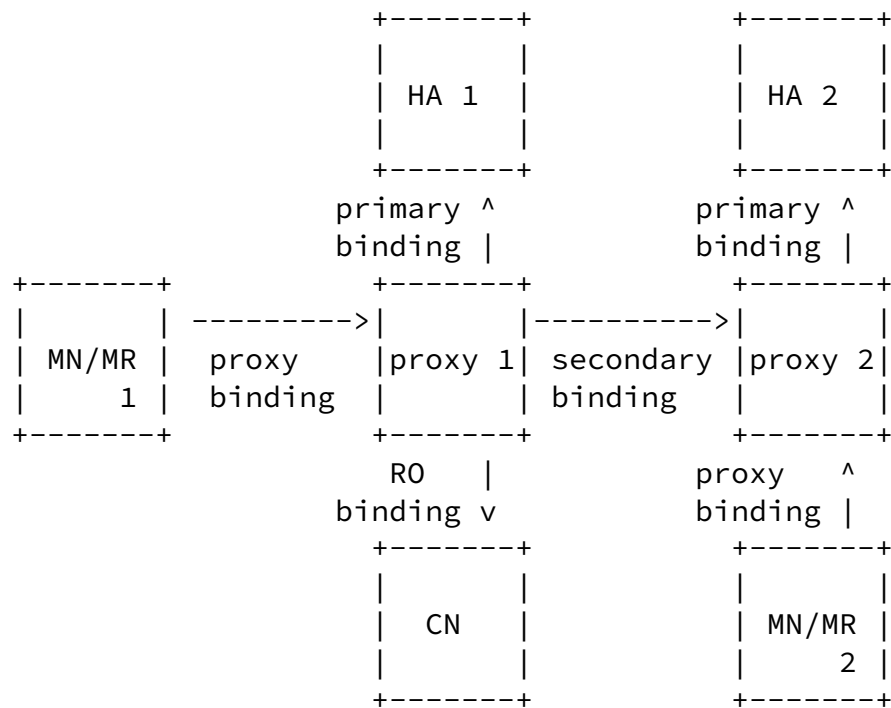 +-------+           +-------+
                    |       |           |       |
                    | HA 1  |           | HA 2  |
                    |       |           |       |
                    +-------+           +-------+
                  primary ^           primary ^
                  binding |           binding |
+-------+           +-------+           +-------+
|       | --------->|       |---------->|       |
| MN/MR |  proxy    |proxy 1| secondary |proxy 2|
|     1 |  binding  |       | binding   |       |
+-------+           +-------+           +-------+
                     RO   |           proxy   ^
                  binding v           binding |
                    +-------+           +-------+
                    |       |           |       |
                    |  CN   |           | MN/MR |
                    |       |           |     2 |
                    +-------+           +-------+